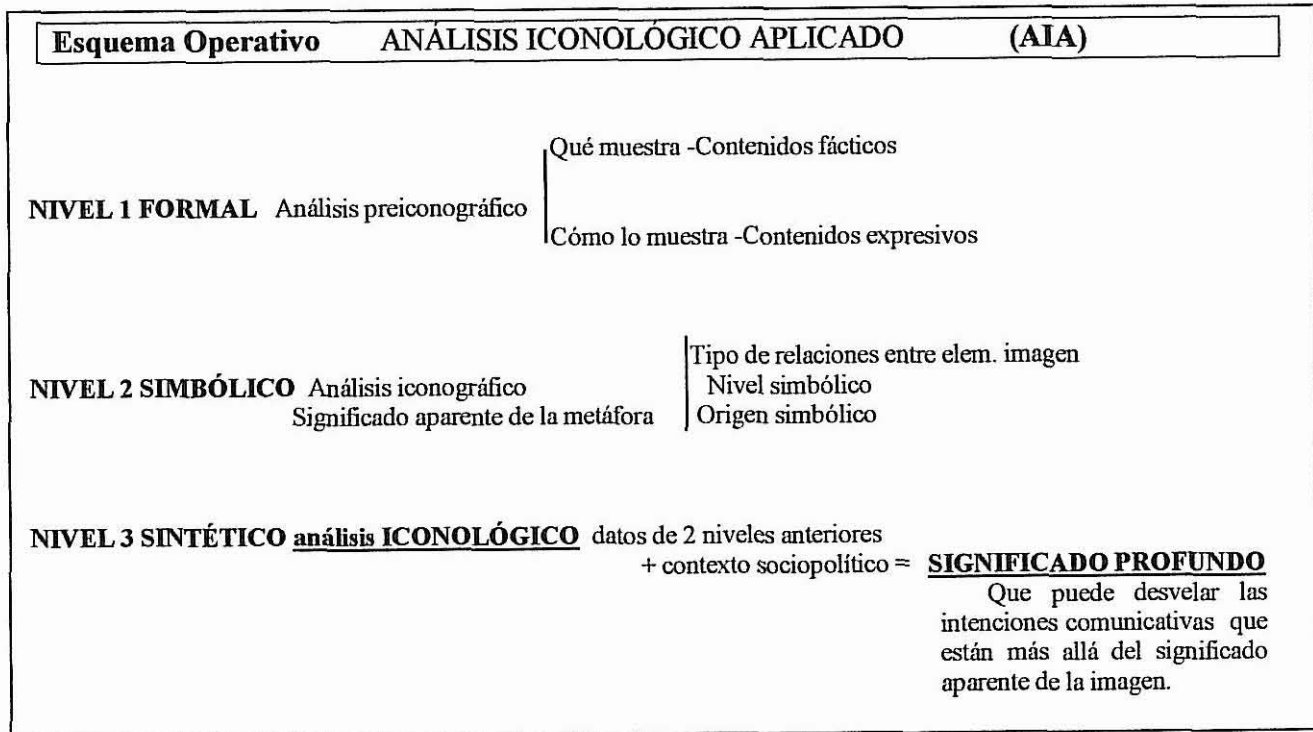 Esquema Operativo ANÁLISIS ICONOLÓGICO APLICADO (AIA)
Qué muestra -Contenidos fácticos
NIVEL 1 FORMAL Análisis preiconográfico
Cómo lo muestra -Contenidos expresivos
Tipo de relaciones entre elem. imagen
NIVEL 2 SIMBÓLICO Análisis iconográfico Nivel simbólico
Significado aparente de la metáfora Origen simbólico
NIVEL 3 SINTÉTICO análisis ICONOLÓGICO datos de 2 niveles anteriores
+ contexto sociopolítico = SIGNIFICADO PROFUNDO
Que puede desvelar las
intenciones comunicativas que
están más allá del significado
aparente de la imagen.